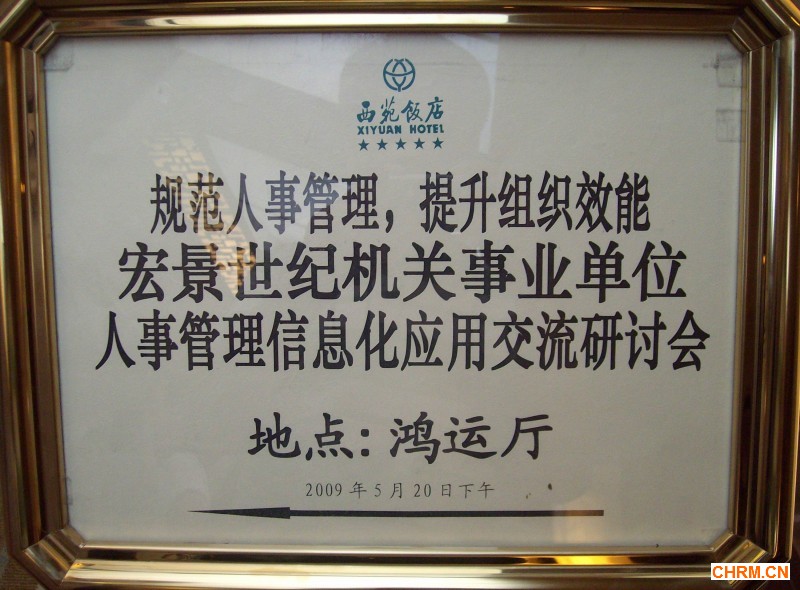 西苑饭店
XIYUAN HOTEL
规范人事管理，提升组织效能
宏景世纪机关事业单位
人事管理信息化应用交流研讨会
地点：鸿运厅
2009年5月20日下午
CHRM.CN